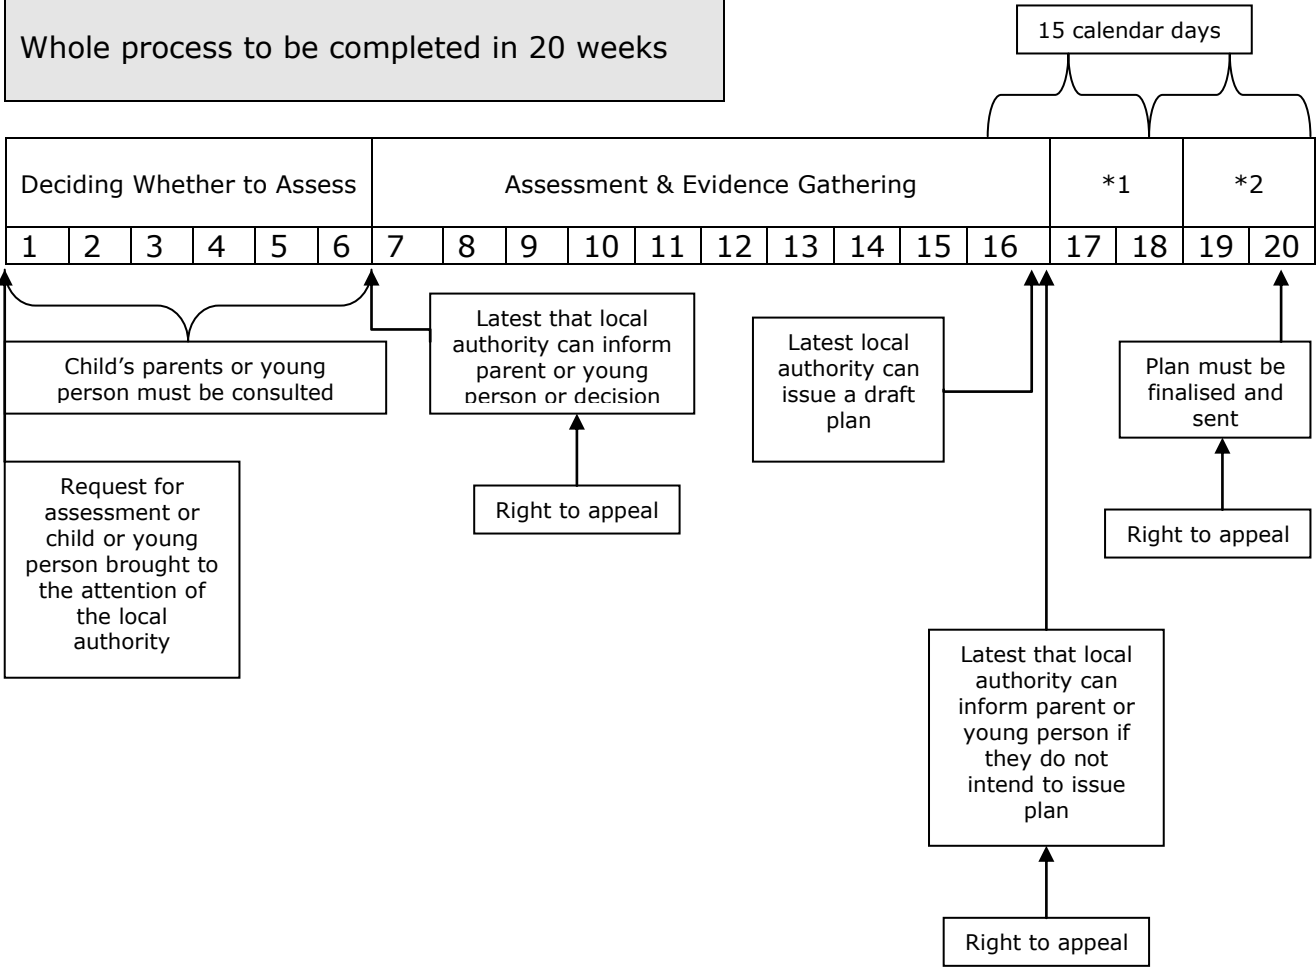 Whole process to be completed in 20 weeks
15 calendar days
Deciding Whether to Assess
Assessment & Evidence Gathering
*1
*2
1 2 3 4 5 6 7 8 9 10 11 12 13 14 15 16 17 18 19 20
Child's parents or young
person must be consulted
Latest that local
authority can inform
parent or young
person or decision
Latest local
authority can
issue a draft
plan
Plan must be
finalised and
sent
Request for
assessment or
child or young
person brought to
the attention of
the local
authority
Right to appeal
Right to appeal
Latest that local
authority can
inform parent or
young person if
they do not
intend to issue
plan
Right to appeal